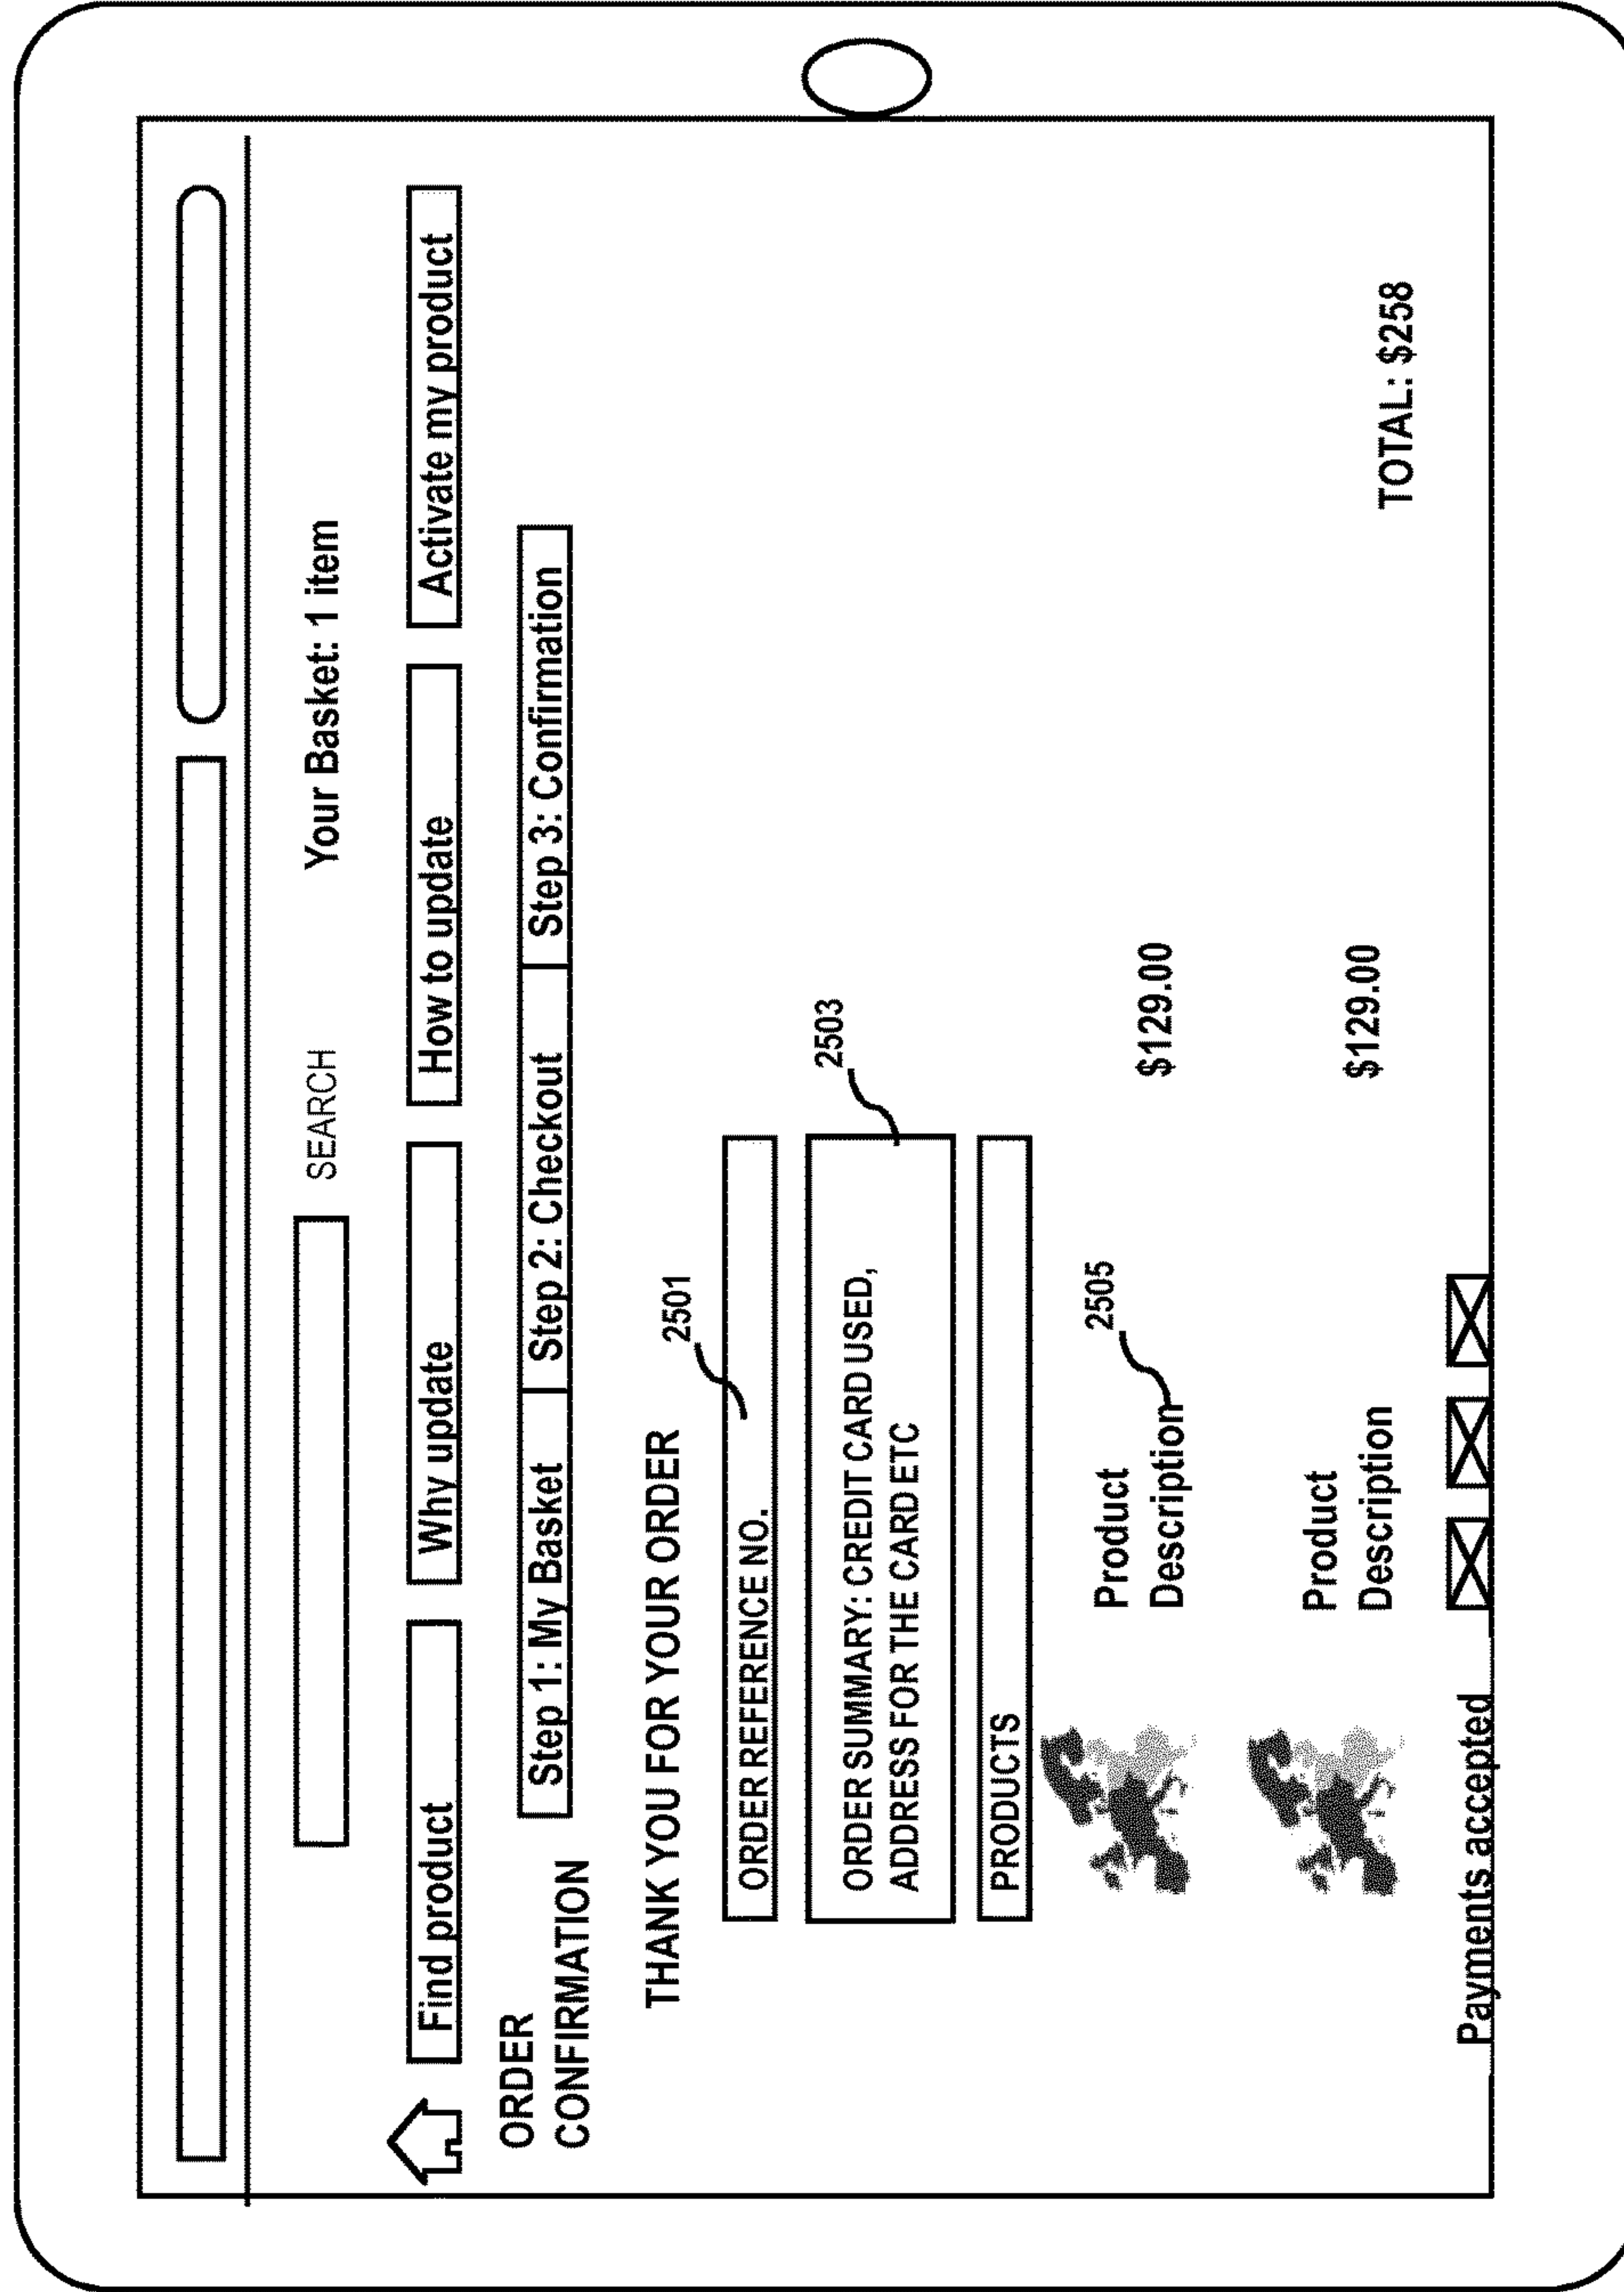 SEARCH
Your Basket: 1 item
Find product
Why update
How to update
Activate my product
ORDER
CONFIRMATION
Step 1: My Basket
Step 2: Checkout
Step 3: Confirmation
THANK YOU FOR YOUR ORDER
2501
ORDER REFERENCE NO.
2503
ORDER SUMMARY: CREDIT CARD USED,
ADDRESS FOR THE CARD ETC
PRODUCTS
2505
Product
Description
$129.00
Product
Description
$129.00
TOTAL: $258
Payments accepted